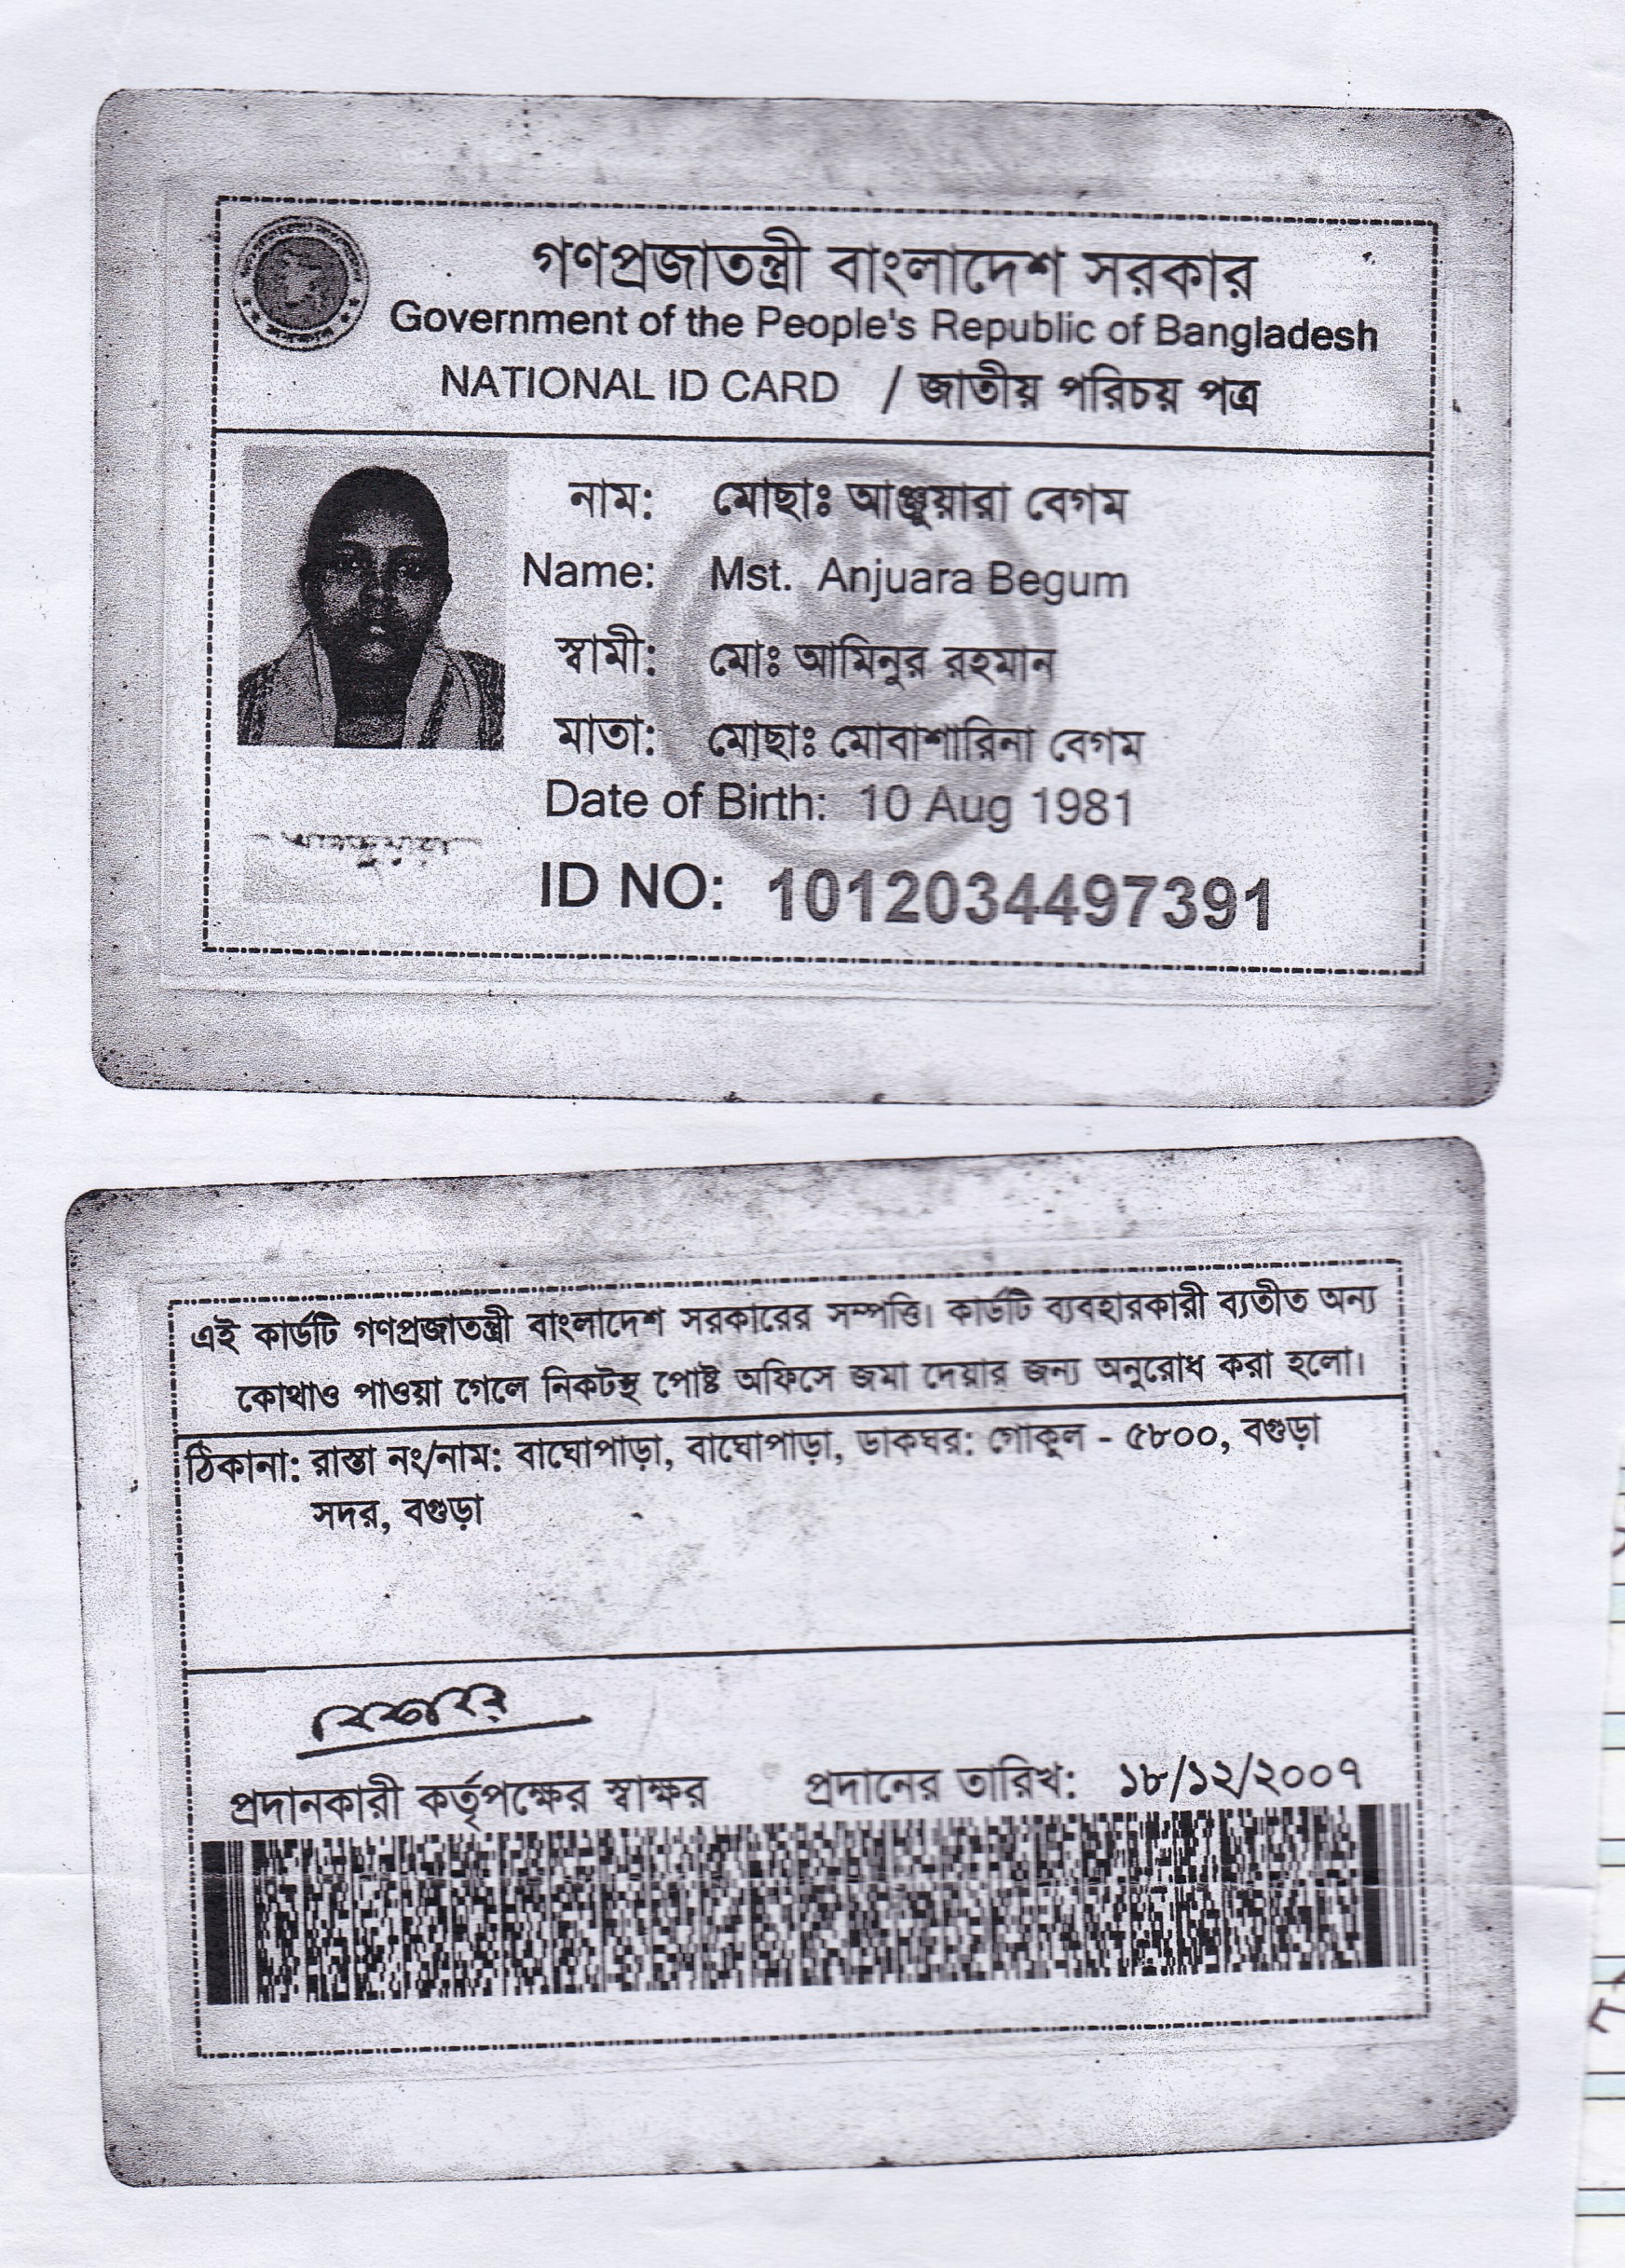 গণপ্রজাতন্ত্রী বাংলাদেশ সরকার
Government of the People's Republic of Bangladesh
NATIONAL ID CARD / জাতীয় পরিচয় পত্র
নাম: মোছাঃ আঞ্জুয়ারা বেগম
Name: Mst. Anjuara Begum
স্বামী: মোঃ আমিনুর রহমান
মাতা: মোছাঃ মোবাশারিনা বেগম
Date of Birth: 10 Aug 1981
ID NO: 1012034497391
এই কার্ডটি গণপ্রজাতন্ত্রী বাংলাদেশ সরকারের সম্পত্তি। কার্ডটি ব্যবহারকারী ব্যতীত অন্য
কোথাও পাওয়া গেলে নিকটস্থ পোষ্ট অফিসে জমা দেয়ার জন্য অনুরোধ করা হলো।
ঠিকানা: রাস্তা নং/নাম: বাঘোপাড়া, বাঘোপাড়া, ডাকঘর: গোকুল - ৫৮০০, বগুড়া
সদর, বগুড়া
প্রদানকারী কর্তৃপক্ষের স্বাক্ষর প্রদানের তারিখ: ১৮/১২/২০০৭